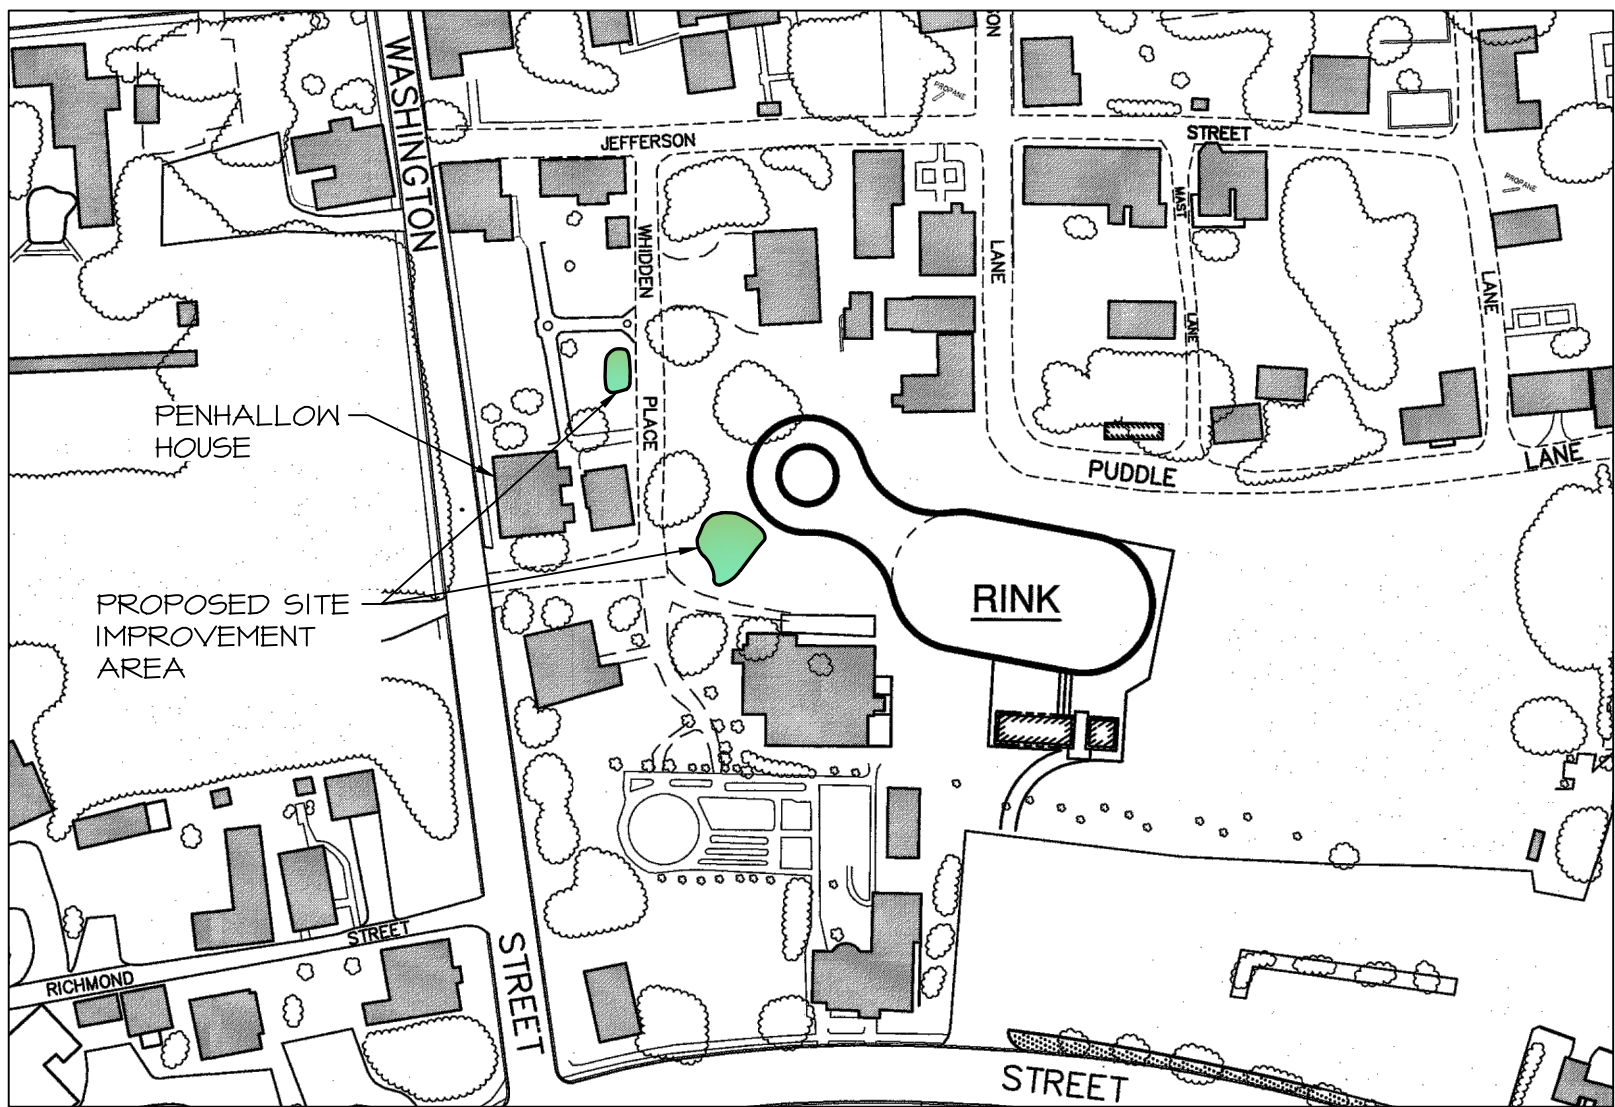 ON
WASHINGTON
PROPANE
JEFFERSON
STREET
PROPANE
MAST
WHIDDEN
LANE
LANE
LANE
PLACE
PENHALLOW
HOUSE
PUDDLE
LANE
PROPOSED SITE
IMPROVEMENT
AREA
RINK
STREET
RICHMOND
STREET
STREET